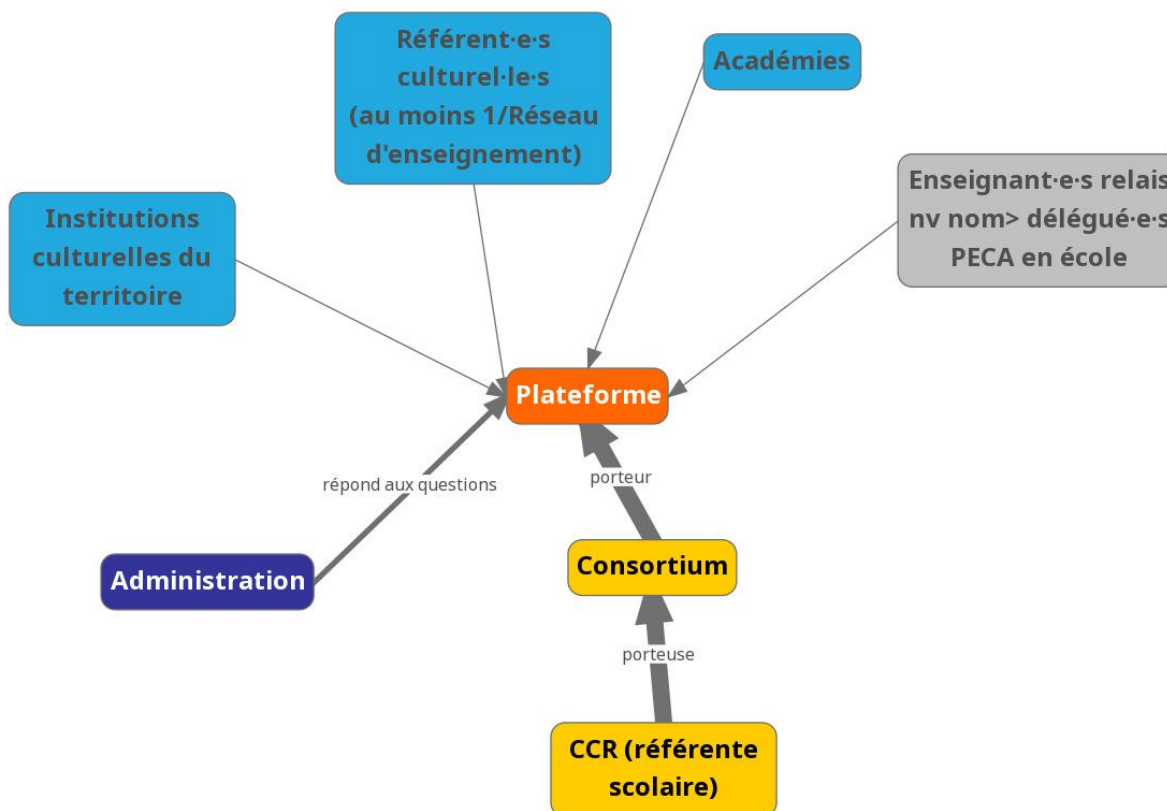 Référent·e·s
culturel·le·s
(au moins 1/Réseau
d'enseignement)
Académies
Enseignant·e·s relais
nv nom> délégué·e·s
PECA en école
Institutions
culturelles du
territoire
Plateforme
porteur
répond aux questions
Consortium
Administration
porteuse
CCR (référente
scolaire)